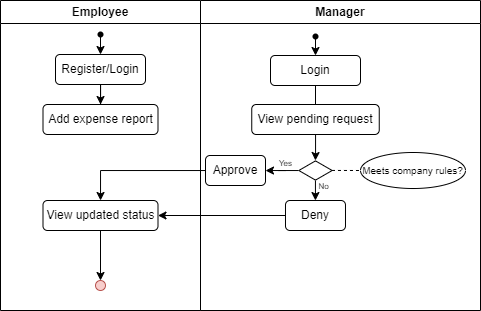 Employee
Manager
Register/Login
Login
Add expense report
View pending request
Approve
Yes
Meets company rules?
No
View updated status
Deny